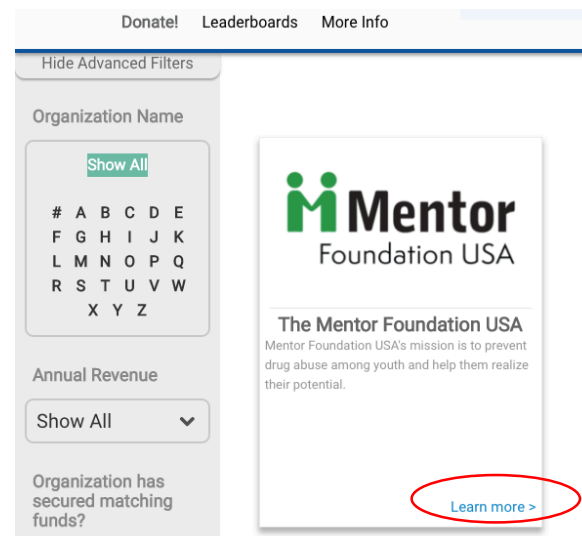 Donate! Leaderboards More Info
Hide Advanced Filters
Organization Name
Show All
# A B C D E
F G H I J K
L M N O P Q
R S T U V W
X Y Z
Annual Revenue
Show All
Organization has
secured matching
funds?
Mentor
Foundation USA
The Mentor Foundation USA
Mentor Foundation USA's mission is to prevent
drug abuse among youth and help them realize
their potential.
Learn more >